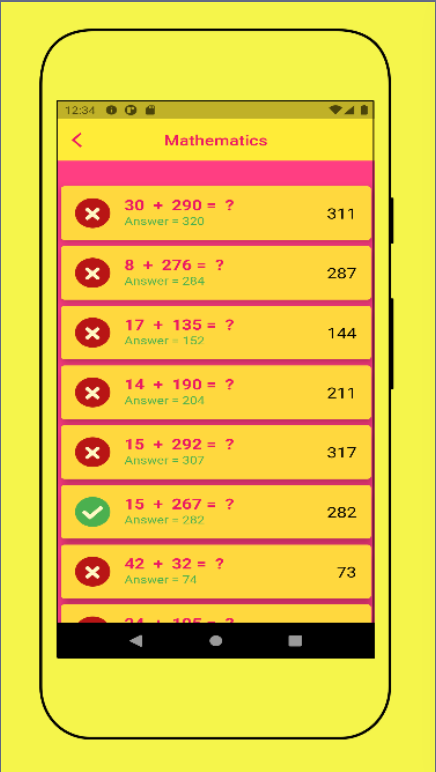 12:34
Mathematics
30 + 290 = ?
Answer = 320
311
8 + 276 = ?
Answer = 284
287
17 + 135 = ?
Answer = 152
144
14 + 190 = ?
Answer = 204
211
15 + 292 = ?
Answer = 307
317
15 + 267 = ?
Answer = 282
282
42 + 32 = ?
Answer = 74
73